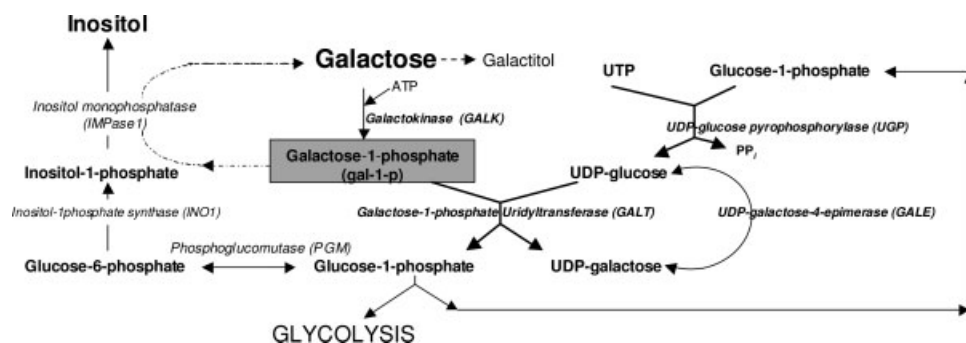 Inositol
Galactose
Galactitol
UTP
Glucose-1-phosphate
ATP
Inositol monophosphatase
(IMPase1)
Galactokinase (GALK)
UDP-glucose pyrophosphorylase (UGP)
PPi
Galactose-1-phosphate
(gal-1-p)
Inositol-1-phosphate
UDP-glucose
Inositol-1phosphate synthase (INO1)
Galactose-1-phosphate Uridyltransferase (GALT)
UDP-galactose-4-epimerase (GALE)
Phosphoglucomutase (PGM)
Glucose-6-phosphate
Glucose-1-phosphate
UDP-galactose
GLYCOLYSIS